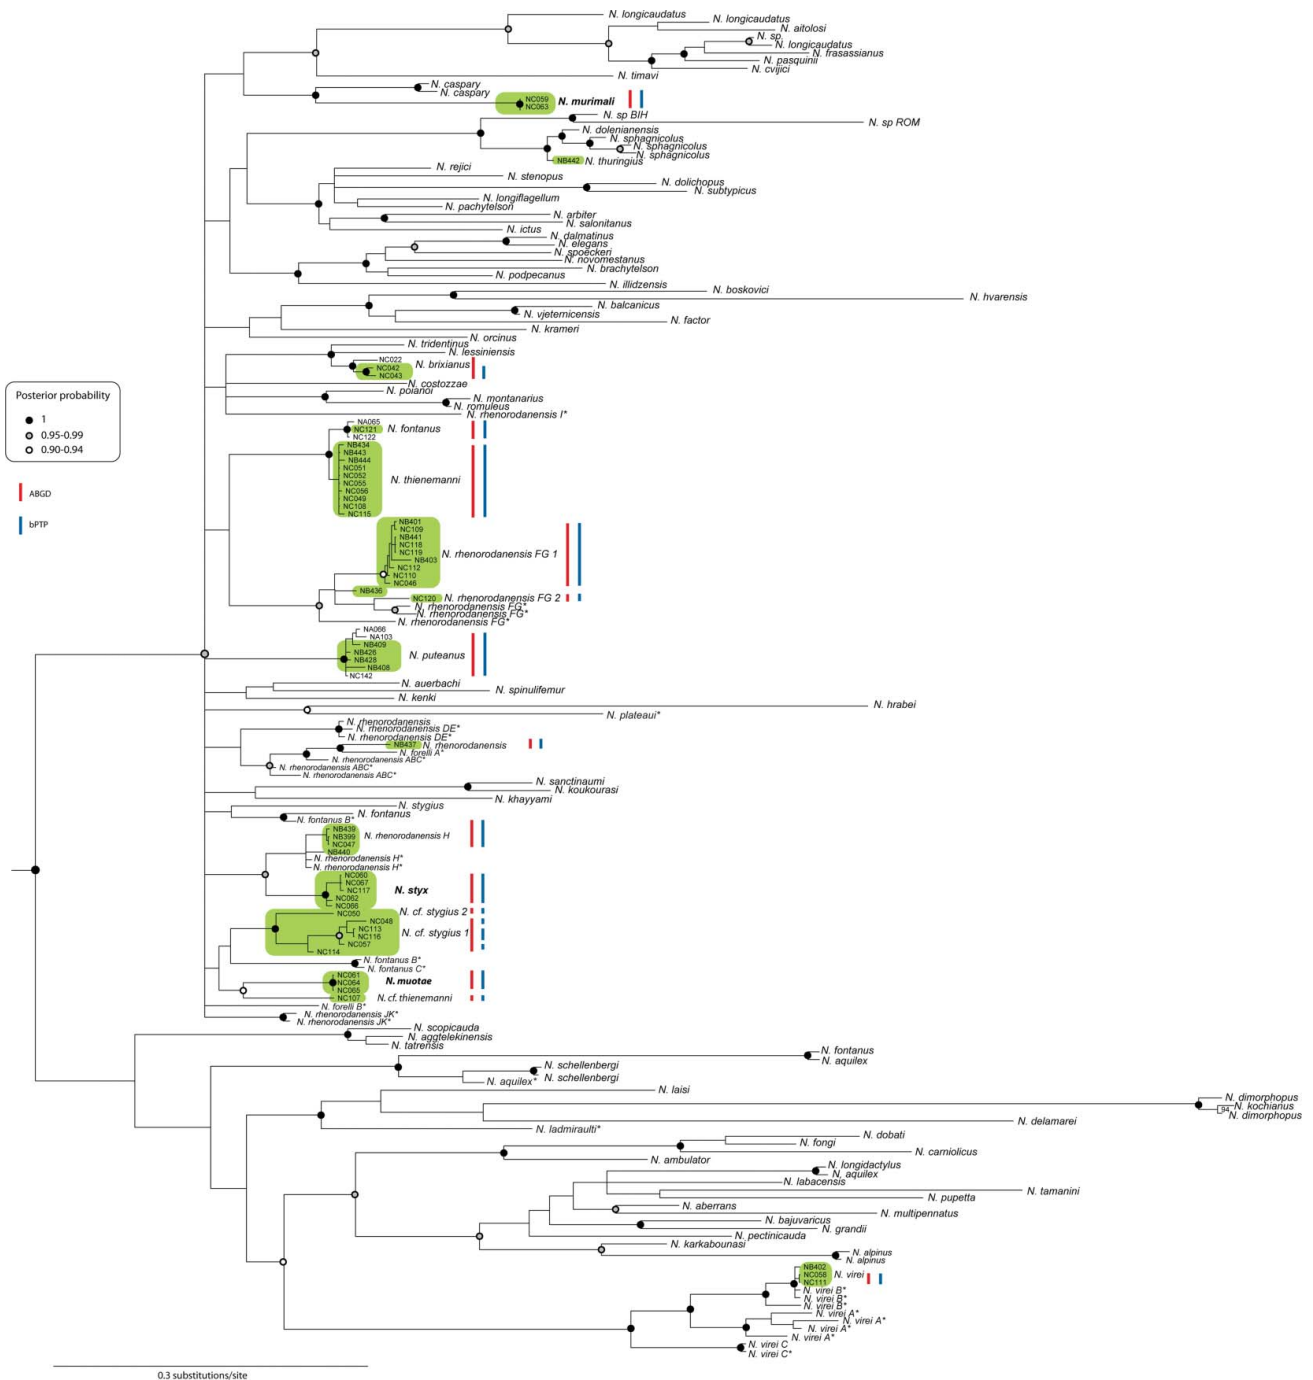 N. longicaudatus
N. longicaudatus
N. aitolosi
N. sp.
N. longicaudatus
N. frasassianus
N. pasquinii
N. cvijici
N. timavi
N. caspary
N. caspary
NC059
NC063
N. murimali
N. sp BIH
N. sp ROM
N. dolenianensis
N. sphagnicolus
N. sphagnicolus
N. sphagnicolus
NB442 N. thuringius
N. rejici
N. stenopus
N. dolichopus
N. subtypicus
N. longiflagellum
N. pachytelson
N. arbiter
N. salonitanus
N. ictus
N. dalmatinus
N. elegans
N. spoeckeri
N. novomestanus
N. brachytelson
N. podpecanus
N. illidzensis
N. boskovici
N. hvarensis
N. balcanicus
N. vjeternicensis
N. factor
N. krameri
N. orcinus
N. tridentinus
N. lessiniensis
NC022
NC042
NC043
N. brixianus
N. costozzae
N. poianoi
N. montanarius
N. romuleus
N. rhenorodanensis I*
Posterior probability
1
0.95-0.99
0.90-0.94
ABGD
bPTP
NA065
NC121
NC122
N. fontanus
NB434
NB443
NB444
NC051
NC052
NC055
NC056
NC049
NC108
NC115
N. thienemanni
NB401
NC109
NB441
NC118
NC119
NB403
NC112
NC110
NC046
N. rhenorodanensis FG 1
NB436
NC120 N. rhenorodanensis FG 2
N. rhenorodanensis FG*
N. rhenorodanensis FG*
N. rhenorodanensis FG*
NA066
NA103
NB409
NB426
NB428
NB408
NC142
N. puteanus
N. auerbachi
N. spinulifemur
N. kenki
N. hrabei
N. plateaui*
N. rhenorodanensis
N. rhenorodanensis DE*
N. rhenorodanensis DE*
NB437 N. rhenorodanensis
N. forelli A*
N. rhenorodanensis ABC*
N. rhenorodanensis ABC*
N. rhenorodanensis ABC*
N. sanctinaumi
N. koukourasi
N. khayyami
N. stygius
N. fontanus
N. fontanus B*
NB439
NB399
NC047
NB440
N. rhenorodanensis H
N. rhenorodanensis H*
N. rhenorodanensis H*
NC060
NC067
NC117
NC062
NC066
N. styx
NC050
N. cf. stygius 2
NC048
NC113
NC116
NC057
NC114
N. cf. stygius 1
N. fontanus B*
N. fontanus C*
NC061
NC064
NC065
N. muotae
NC107 N. cf. thienemanni
N. forelli B*
N. rhenorodanensis JK*
N. rhenorodanensis JK*
N. scopicauda
N. aggtelekinensis
N. tatrensis
N. fontanus
N. aquilex
N. schellenbergi
N. schellenbergi
N. aquilex*
N. laisi
N. dimorphopus
.94
N. kochianus
N. dimorphopus
N. delamarei
N. ladmiraulti*
N. dobati
N. fongi
N. carniolicus
N. ambulator
N. longidactylus
N. aquilex
N. labacensis
N. tamanini
N. pupetta
N. aberrans
N. multipennatus
N. bajuvaricus
N. grandii
N. pectinicauda
N. karkabounasi
N. alpinus
N. alpinus
NB402
NC058
NC111
N. virei
N. virei B*
N. virei B*
N. virei B*
N. virei A*
N. virei A*
N. virei A*
N. virei A*
N. virei C
N. virei C*
0.3 substitutions/site